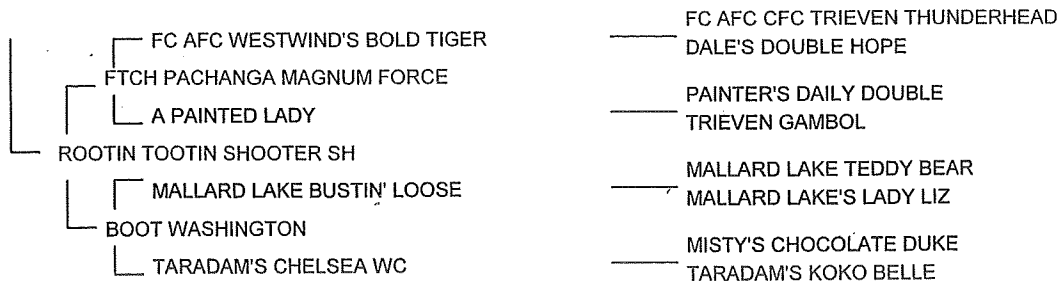 FC AFC CFC TRIEVEN THUNDERHEAD
FC AFC WESTWIND'S BOLD TIGER
DALE'S DOUBLE HOPE
FTCH PACHANGA MAGNUM FORCE
PAINTER'S DAILY DOUBLE
A PAINTED LADY
TRIEVEN GAMBOL
ROOTIN TOOTIN SHOOTER SH
MALLARD LAKE TEDDY BEAR
MALLARD LAKE BUSTIN' LOOSE
MALLARD LAKE'S LADY LIZ
BOOT WASHINGTON
MISTY'S CHOCOLATE DUKE
TARADAM'S CHELSEA WC
TARADAM'S KOKO BELLE